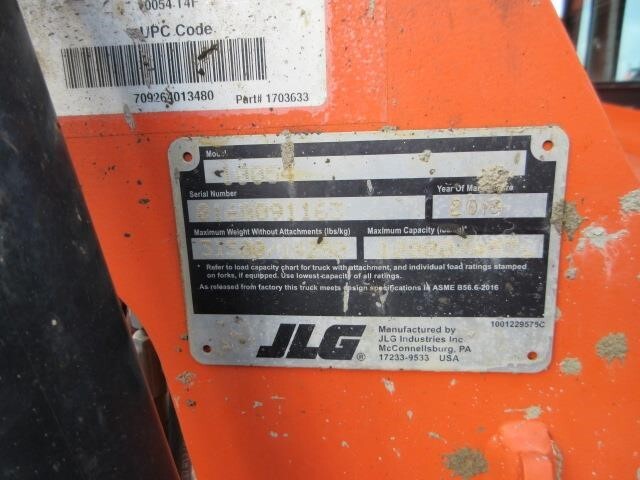 UPC Code
709264013480 Part# 1703633
Model
Serial Number
Year Of
Maximum Weight Without Attachments (lbs/kg)
Maximum Capacity
* Refer to load capacity chart for truck with attachment, and individual load ratings stamped
on forks, if equipped. Use lowest capacity of all ratings.
As released from factory this truck meets design specifications in ASME B56.6-2016
JLG ®
Manufactured by
JLG Industries Inc
McConnellsburg, PA
17233-9533 USA
1001229575C